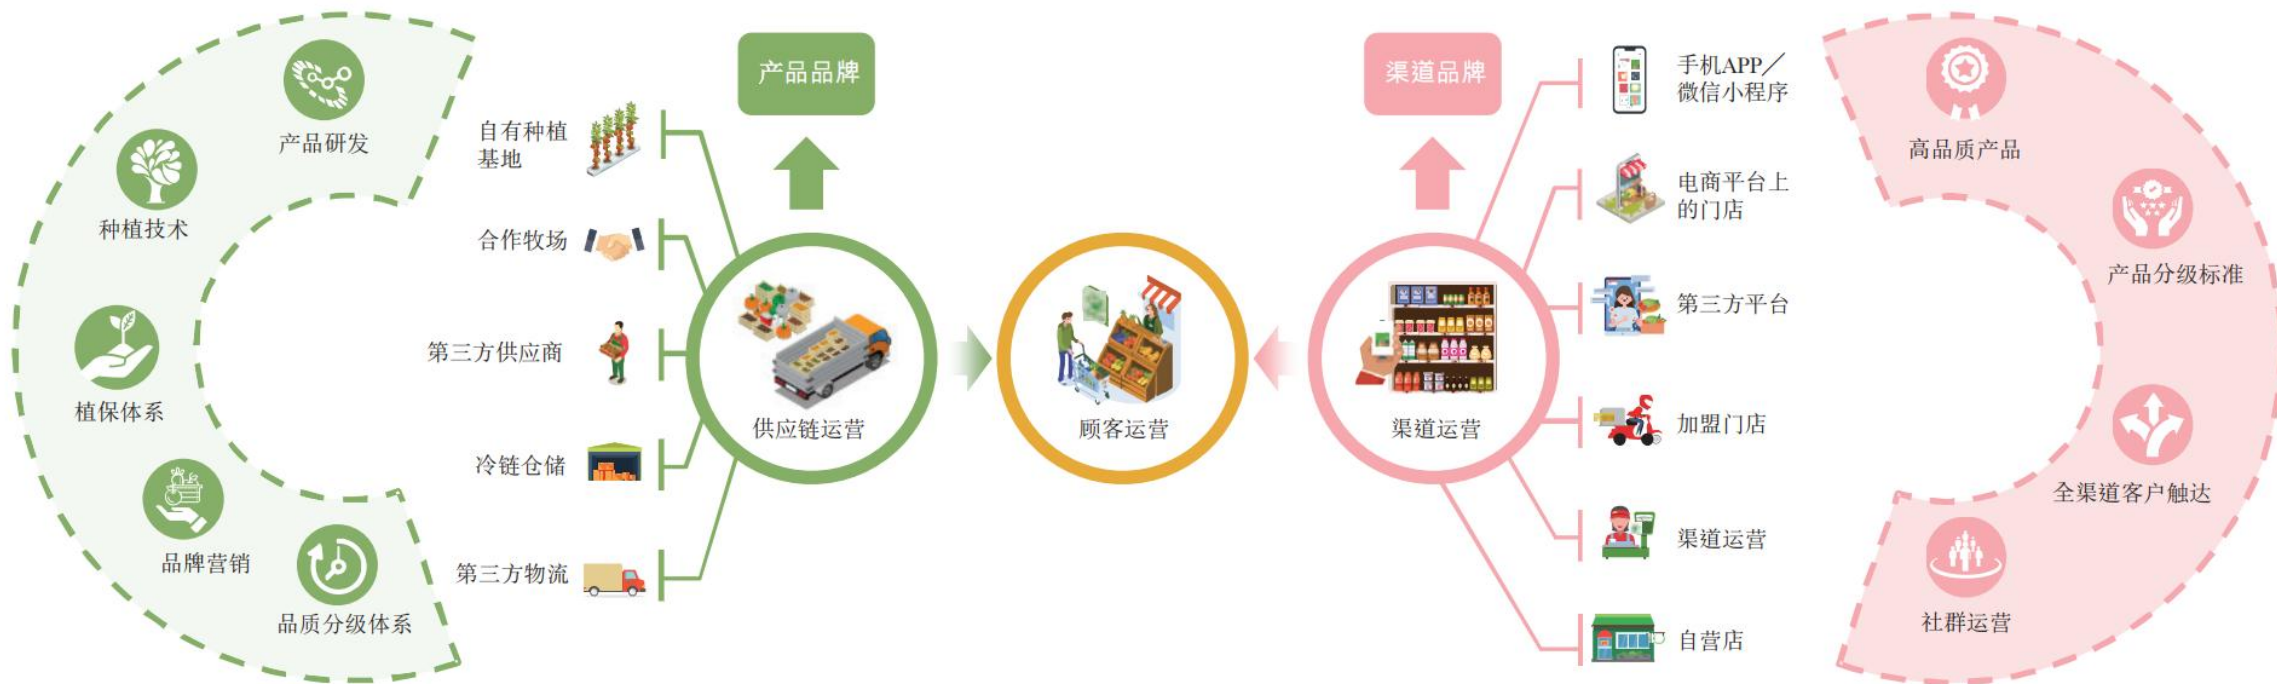 产品研发
种植技术
植保体系
品牌营销
品质分级体系
自有种植
基地
合作牧场
第三方供应商
冷链仓储
第三方物流
产品品牌
供应链运营
顾客运营
渠道品牌
渠道运营
手机APP／
微信小程序
电商平台上
的门店
第三方平台
加盟门店
渠道运营
自营店
高品质产品
产品分级标准
全渠道客户触达
社群运营